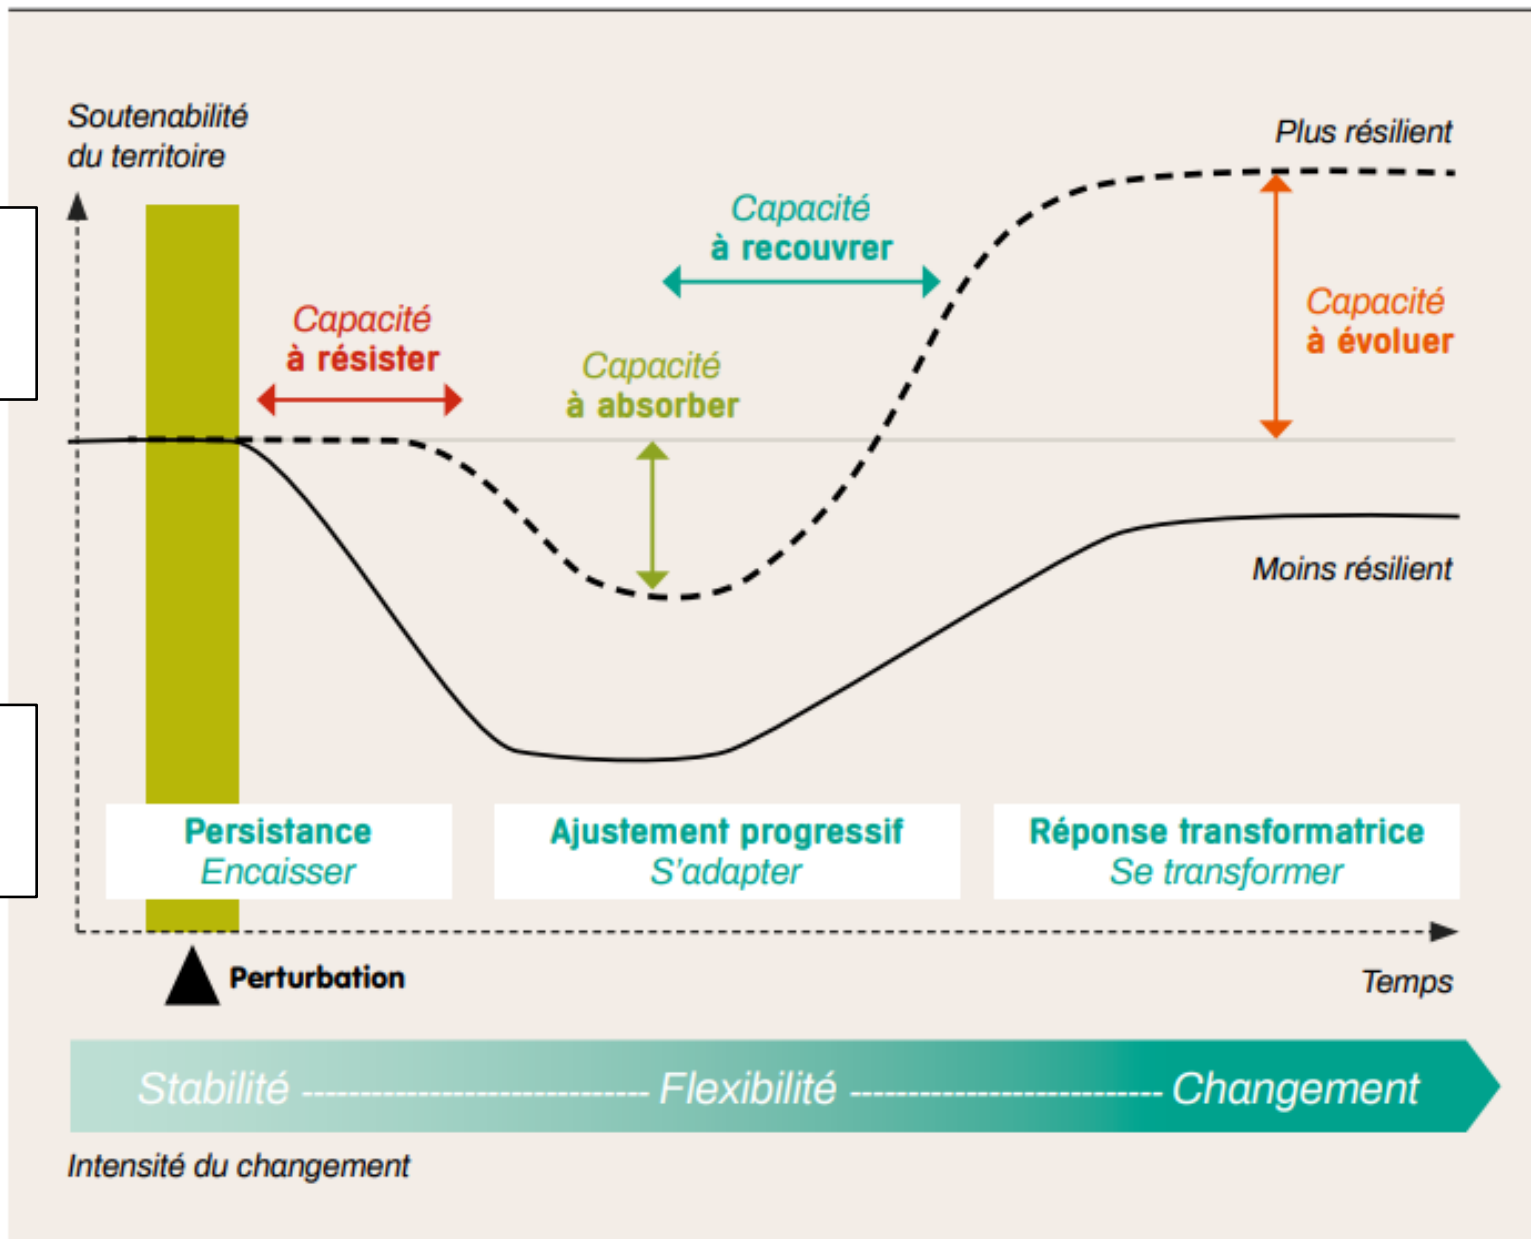 Soutenabilité
du territoire
Plus résilient
Capacité
à recouvrer
Capacité
à résister
Capacité
à absorber
Capacité
à évoluer
Moins résilient
Persistance
Encaisser
Ajustement progressif
S'adapter
Réponse transformatrice
Se transformer
Perturbation
Temps
Stabilité ---------------------------- Flexibilité ---------------------------- Changement
Intensité du changement